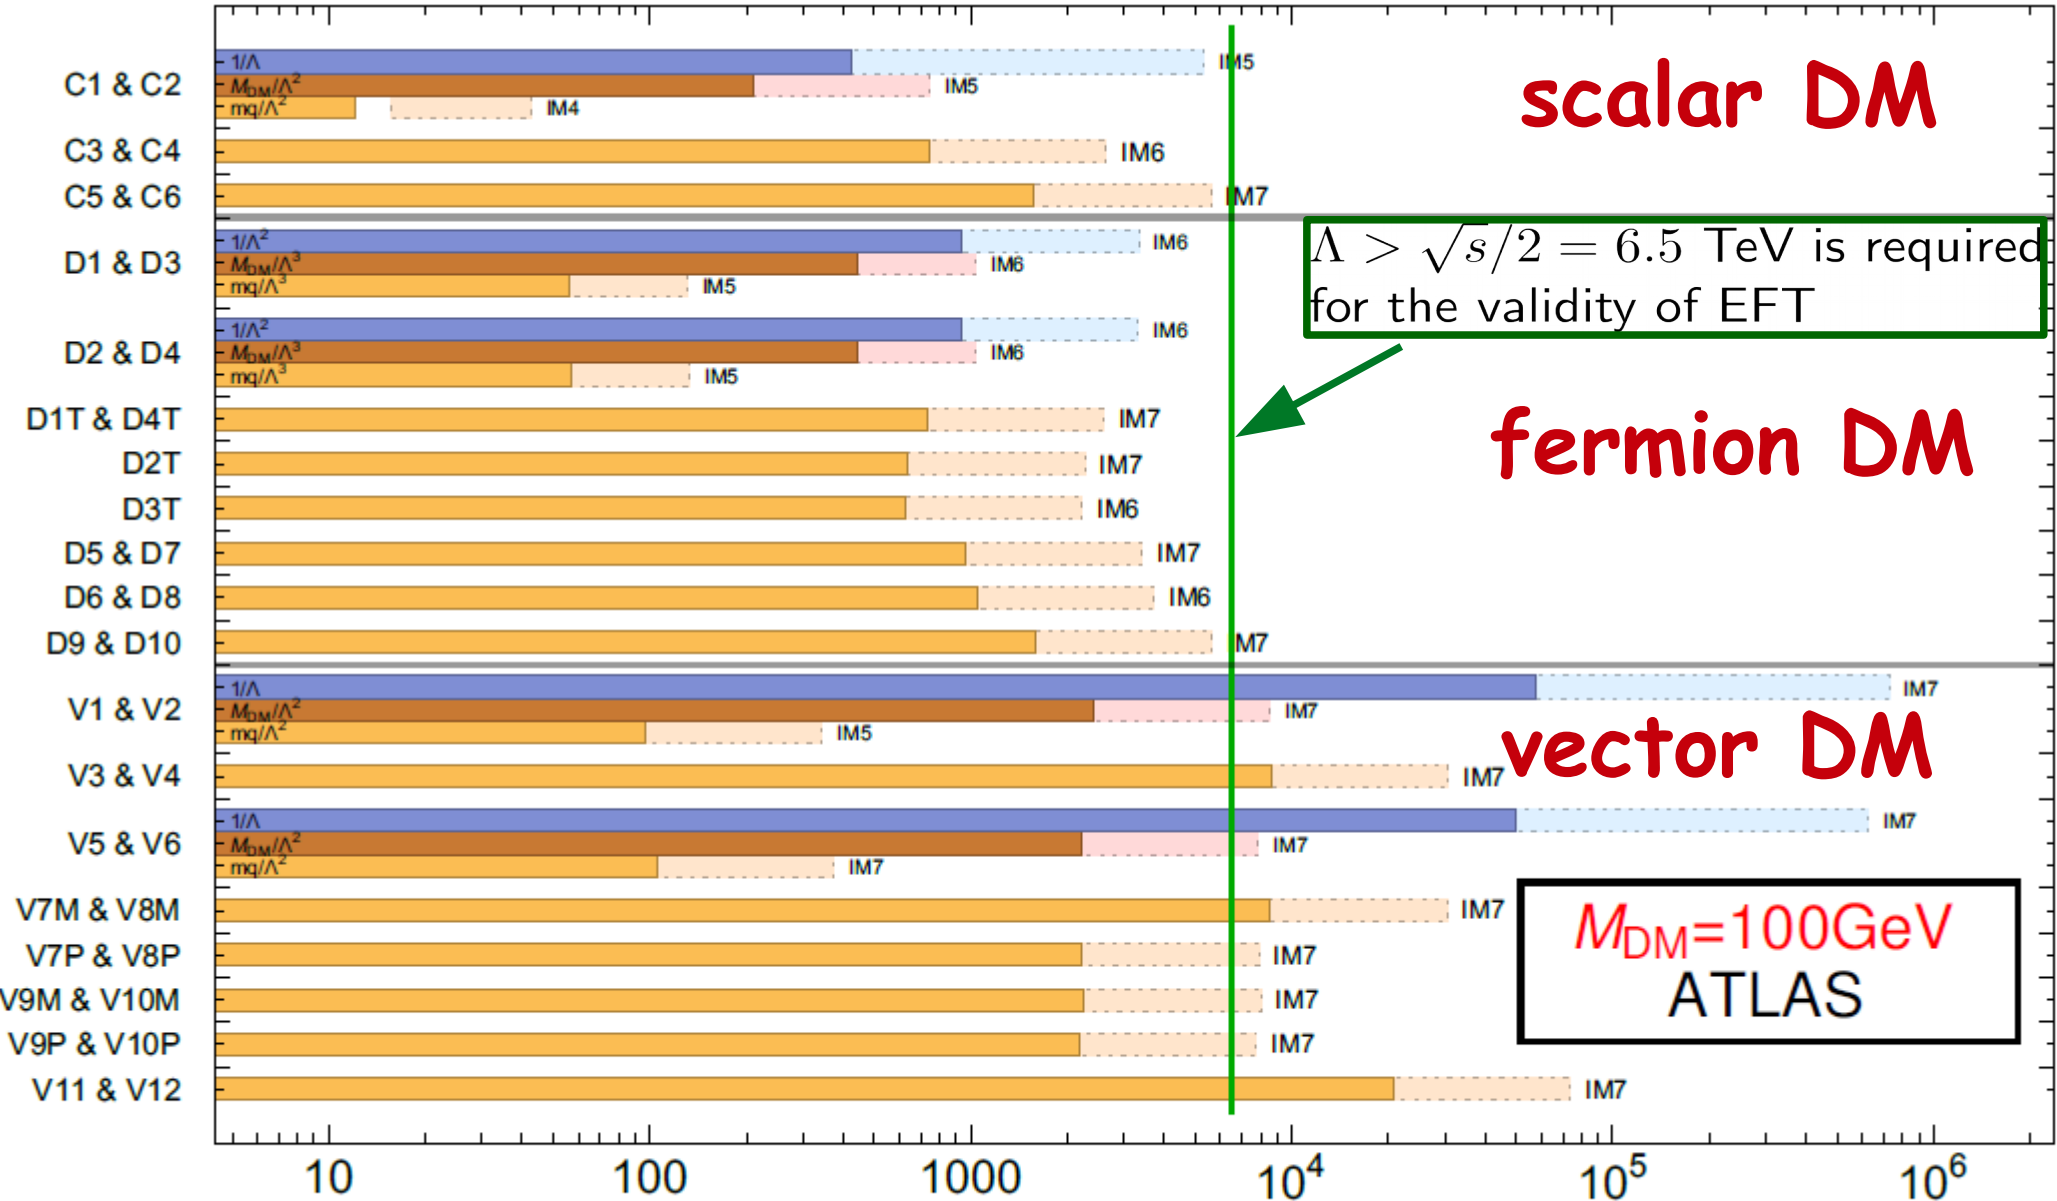 1/Λ
IM5
C1 & C2
M_DM/Λ²
IM5
mq/Λ²
IM4
scalar DM
C3 & C4
IM6
C5 & C6
IM7
1/Λ²
IM6
D1 & D3
M_DM/Λ³
IM6
mq/Λ³
IM5
Λ > √s/2 = 6.5 TeV is required
for the validity of EFT
1/Λ²
IM6
D2 & D4
M_DM/Λ³
IM6
mq/Λ³
IM5
D1T & D4T
IM7
fermion DM
D2T
IM7
D3T
IM6
D5 & D7
IM7
D6 & D8
IM6
D9 & D10
IM7
1/Λ
IM7
V1 & V2
M_DM/Λ²
IM7
mq/Λ²
IM5
vector DM
V3 & V4
IM7
1/Λ
IM7
V5 & V6
M_DM/Λ²
IM7
mq/Λ²
IM7
V7M & V8M
IM7
M_DM=100GeV
ATLAS
V7P & V8P
IM7
V9M & V10M
IM7
V9P & V10P
IM7
V11 & V12
IM7
10 100 1000 10⁴ 10⁵ 10⁶